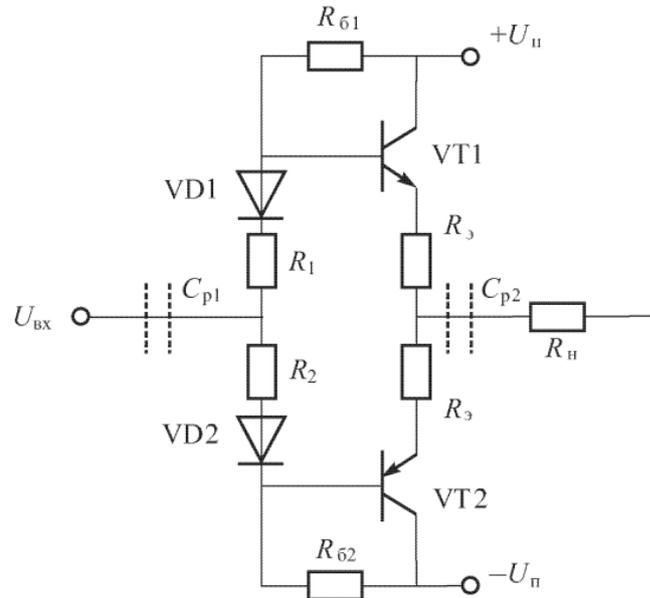 Rб1
+Uп
VT1
VD1
Rэ
R1
Cр1
Cр2
Uвх
Rн
R2
Rэ
VD2
VT2
Rб2
−Uп